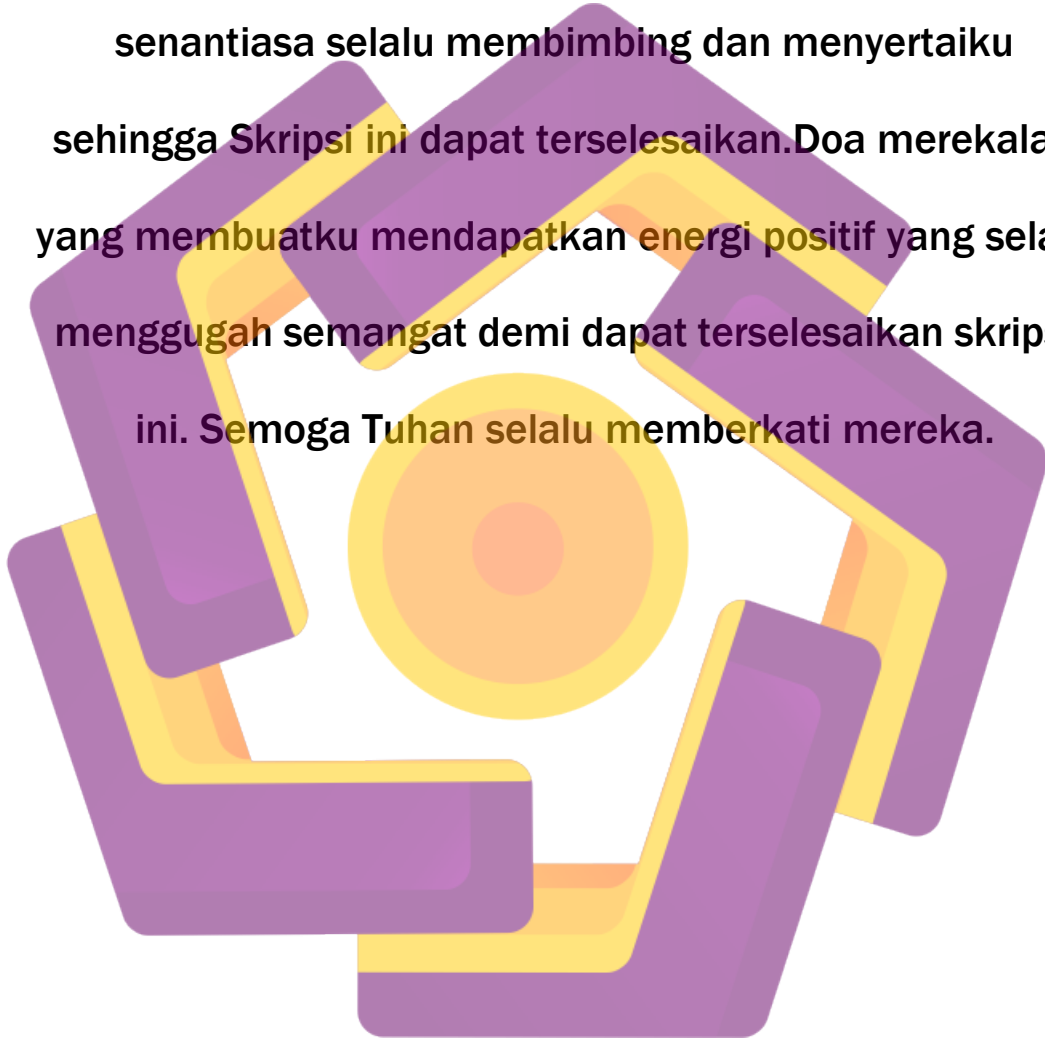 senantiasa selalu membimbing dan menyertaiku
sehingga Skripsi ini dapat terselesaikan.Doa merekala
yang membuatku mendapatkan energi positif yang sela
menggugah semangat demi dapat terselesaikan skrips
ini. Semoga Tuhan selalu memberkati mereka.